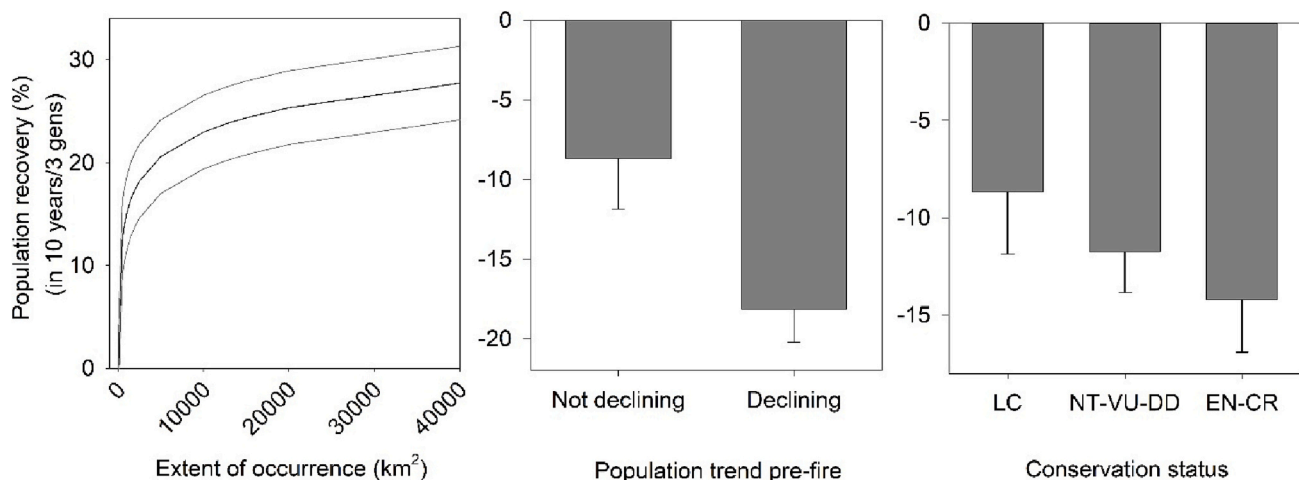 Population recovery (%)
(in 10 years/3 gens)
30
20
10
0
0
10000
20000
30000
40000
Extent of occurrence (km²)
-0
-5
-10
-15
-20
Not declining
Declining
Population trend pre-fire
-0
-5
-10
-15
LC
NT-VU-DD
EN-CR
Conservation status